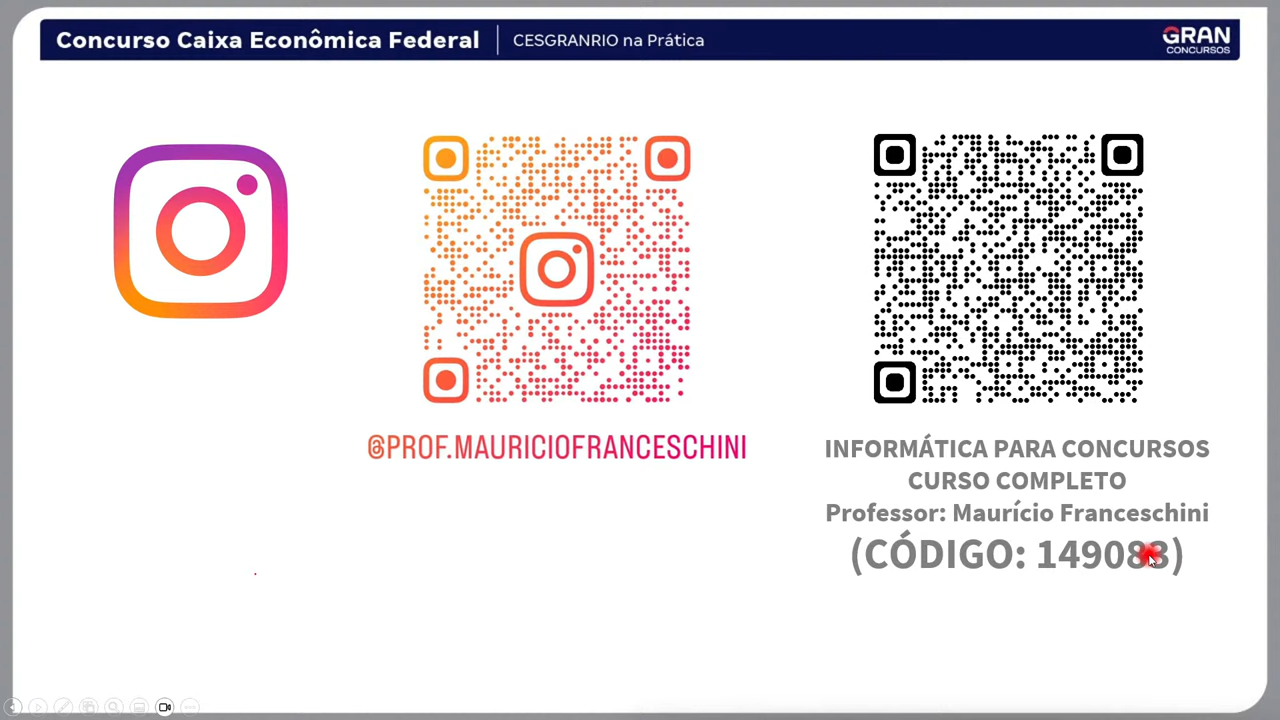 Concurso Caixa Econômica Federal
CESGRANRIO na Prática
GRAN
CONCURSOS
@PROF.MAURICIOFRANCESCHINI
INFORMÁTICA PARA CONCURSOS
CURSO COMPLETO
Professor: Maurício Franceschini
(CÓDIGO: 149083)